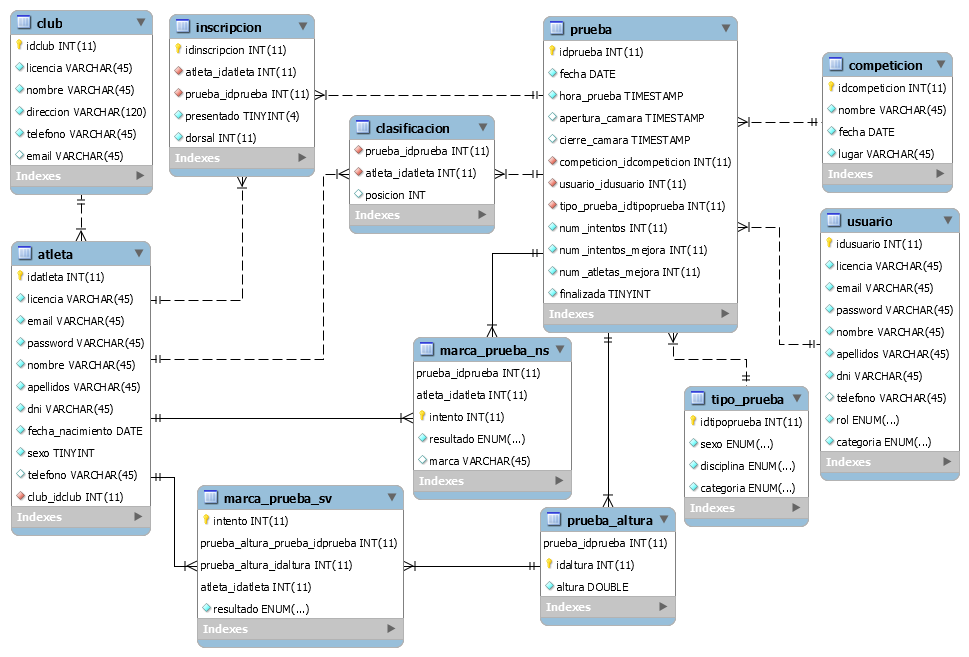 club
idclub INT(11)
licencia VARCHAR(45)
nombre VARCHAR(45)
direccion VARCHAR(120)
telefono VARCHAR(45)
email VARCHAR(45)
Indexes
inscripcion
idinscripcion INT(11)
atleta_idatleta INT(11)
prueba_idprueba INT(11)
presentado TINYINT(4)
dorsal INT(11)
Indexes
clasificacion
prueba_idprueba INT(11)
atleta_idatleta INT(11)
posicion INT
Indexes
prueba
idprueba INT(11)
fecha DATE
hora_prueba TIMESTAMP
apertura_camara TIMESTAMP
cierre_camara TIMESTAMP
competicion_idcompeticion INT(11)
usuario_idusuario INT(11)
tipo_prueba_idtipoprueba INT(11)
num_intentos INT(11)
num_intentos_mejora INT(11)
num_atletas_mejora INT(11)
finalizada TINYINT
Indexes
competicion
idcompeticion INT(11)
nombre VARCHAR(45)
fecha DATE
lugar VARCHAR(45)
Indexes
usuario
idusuario INT(11)
licencia VARCHAR(45)
email VARCHAR(45)
password VARCHAR(45)
nombre VARCHAR(45)
apellidos VARCHAR(45)
dni VARCHAR(45)
telefono VARCHAR(45)
rol ENUM(...)
categoria ENUM(...)
Indexes
atleta
idatleta INT(11)
licencia VARCHAR(45)
email VARCHAR(45)
password VARCHAR(45)
nombre VARCHAR(45)
apellidos VARCHAR(45)
dni VARCHAR(45)
fecha_nacimiento DATE
sexo TINYINT
telefono VARCHAR(45)
club_idclub INT(11)
Indexes
marca_prueba_ns
prueba_idprueba INT(11)
atleta_idatleta INT(11)
intento INT(11)
resultado ENUM(...)
marca VARCHAR(45)
Indexes
tipo_prueba
idtipoprueba INT(11)
sexo ENUM(...)
disciplina ENUM(...)
categoria ENUM(...)
Indexes
marca_prueba_sv
intento INT(11)
prueba_altura_prueba_idprueba INT(11)
prueba_altura_idaltura INT(11)
atleta_idatleta INT(11)
resultado ENUM(...)
Indexes
prueba_altura
prueba_idprueba INT(11)
idaltura INT(11)
altura DOUBLE
Indexes